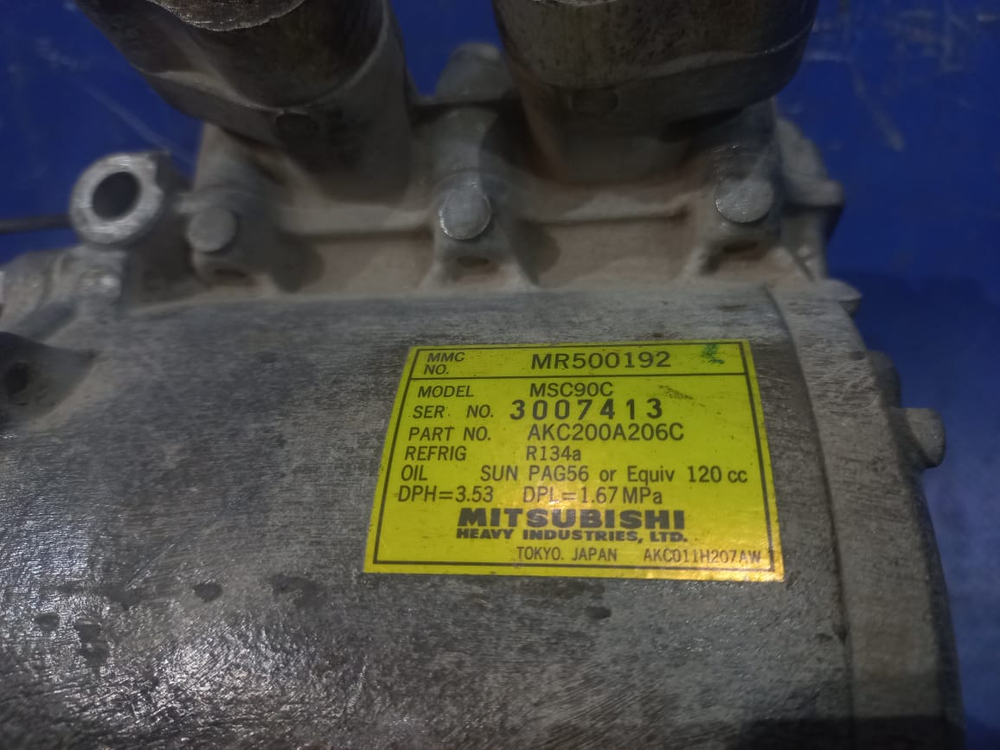 MMC NO. MR500192
MODEL MSC90C
SER. NO. 3007413
PART NO. AKC200A206C
REFRIG R134a
OIL SUN PAG56 or Equiv 120 cc
DPH=3.53 DPL=1.67 MPa
MITSUBISHI
HEAVY INDUSTRIES, LTD.
TOKYO. JAPAN AKC011H207AW